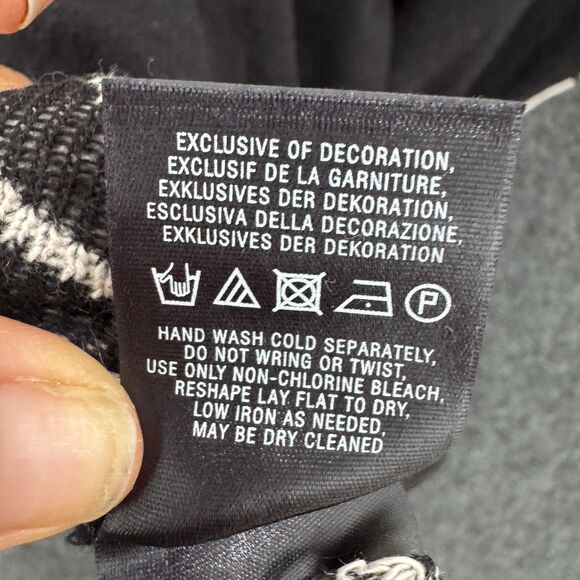 EXCLUSIVE OF DECORATION,
EXCLUSIF DE LA GARNITURE,
EXKLUSIVES DER DEKORATION,
ESCLUSIVA DELLA DECORAZIONE,
EXKLUSIVES DER DEKORATION
P
HAND WASH COLD SEPARATELY,
DO NOT WRING OR TWIST,
USE ONLY NON-CHLORINE BLEACH,
RESHAPE LAY FLAT TO DRY,
LOW IRON AS NEEDED,
MAY BE DRY CLEANED